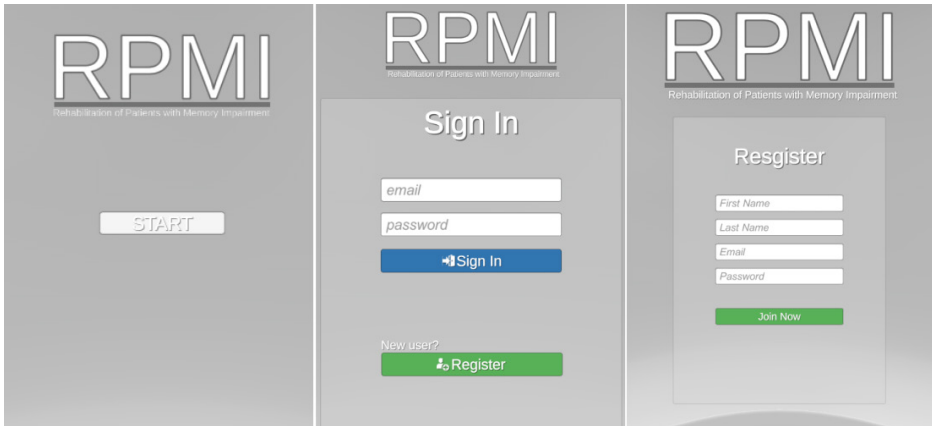 RPMI
Rehabilitation of Patients with Memory Impairment
START
RPMI
Rehabilitation of Patients with Memory Impairment
Sign In
email
password
Sign In
New user?
Register
RPMI
Rehabilitation of Patients with Memory Impairment
Resgister
First Name
Last Name
Email
Password
Join Now